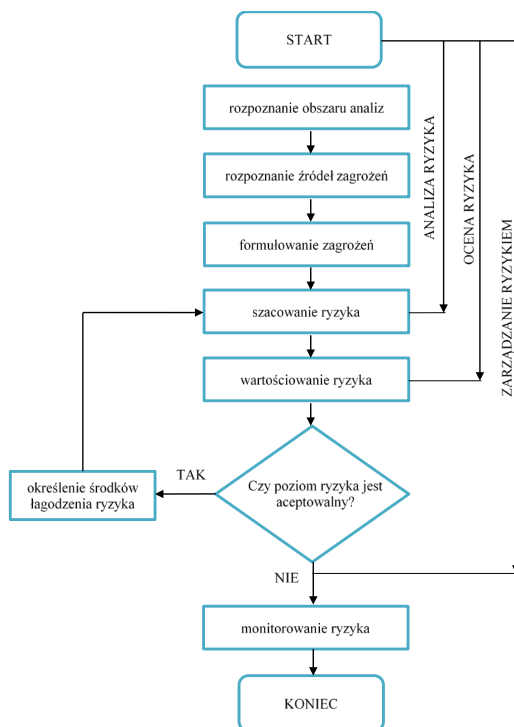 START
rozpoznanie obszaru analiz
rozpoznanie źródeł zagrożeń
formułowanie zagrożeń
szacowanie ryzyka
wartościowanie ryzyka
Czy poziom ryzyka jest
aceptowalny?
TAK
określenie środków
łagodzenia ryzyka
NIE
monitorowanie ryzyka
KONIEC
ANALIZA RYZYKA
OCENA RYZYKA
ZARZĄDZANIE RYZYKIEM